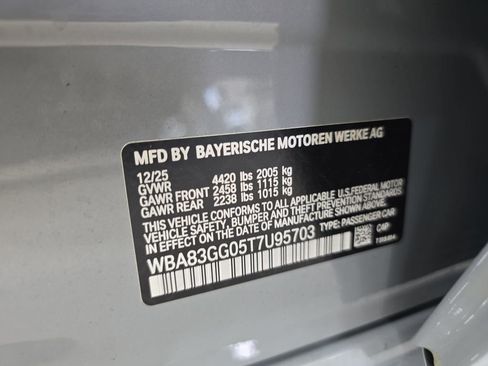 MFD BY BAYERISCHE MOTOREN WERKE AG
12/25
GVWR 4420 lbs 2005 kg
GAWR FRONT 2458 lbs 1115 kg
GAWR REAR 2238 lbs 1015 kg
THIS VEHICLE CONFORMS TO ALL APPLICABLE U.S. FEDERAL MOTOR
VEHICLE SAFETY, BUMPER, AND THEFT PREVENTION STANDARDS
IN EFFECT ON THE DATE OF MANUFACTURE SHOWN ABOVE.
WBA83GG05T7U95703 TYPE: PASSENGER CAR
C4P